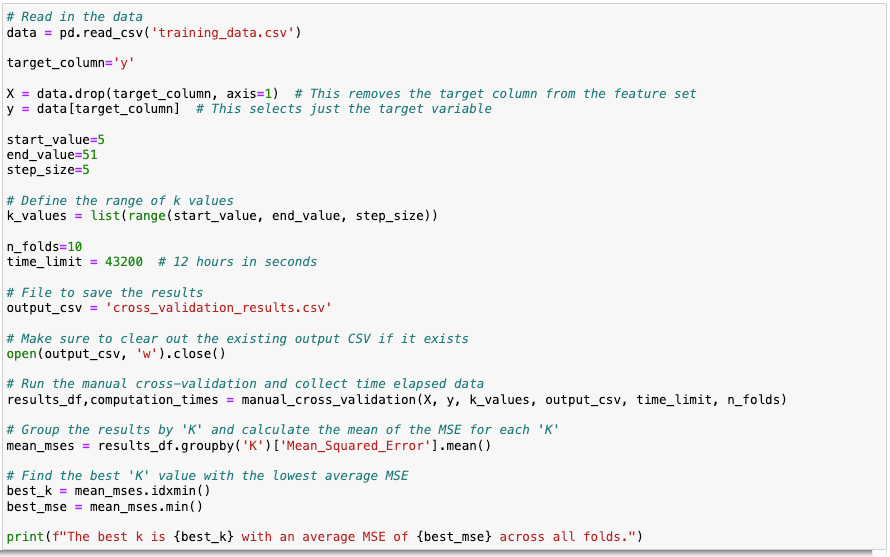 # Read in the data
data = pd.read_csv('training_data.csv')
target_column='y'
X = data.drop(target_column, axis=1)  # This removes the target column from the feature set
y = data[target_column]  # This selects just the target variable
start_value=5
end_value=51
step_size=5
# Define the range of k values
k_values = list(range(start_value, end_value, step_size))
n_folds=10
time_limit = 43200  # 12 hours in seconds
# File to save the results
output_csv = 'cross_validation_results.csv'
# Make sure to clear out the existing output CSV if it exists
open(output_csv, 'w').close()
# Run the manual cross-validation and collect time elapsed data
results_df,computation_times = manual_cross_validation(X, y, k_values, output_csv, time_limit, n_folds)
# Group the results by 'K' and calculate the mean of the MSE for each 'K'
mean_mses = results_df.groupby('K')['Mean_Squared_Error'].mean()
# Find the best 'K' value with the lowest average MSE
best_k = mean_mses.idxmin()
best_mse = mean_mses.min()
print(f"The best k is {best_k} with an average MSE of {best_mse} across all folds.")